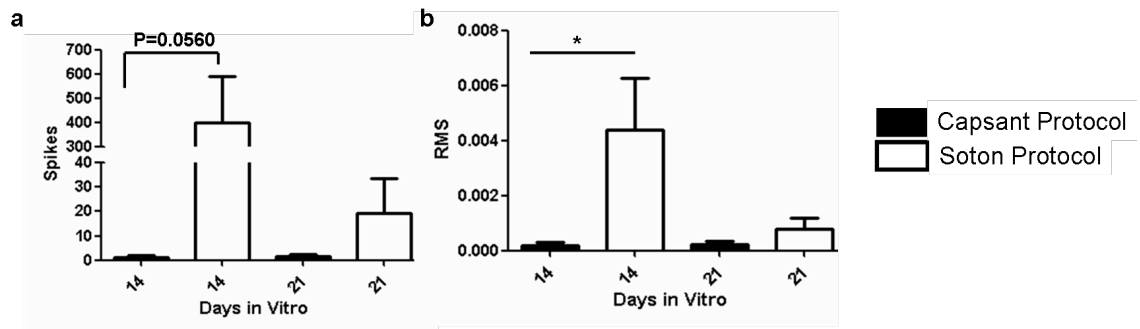 a
P=0.0560
700
600
500
400
300
40
30
20
10
0
Spikes
14
14
21
21
Days in Vitro
b
*
0.008
0.006
0.004
0.002
0.000
RMS
14
14
21
21
Days in Vitro
Capsant Protocol
Soton Protocol